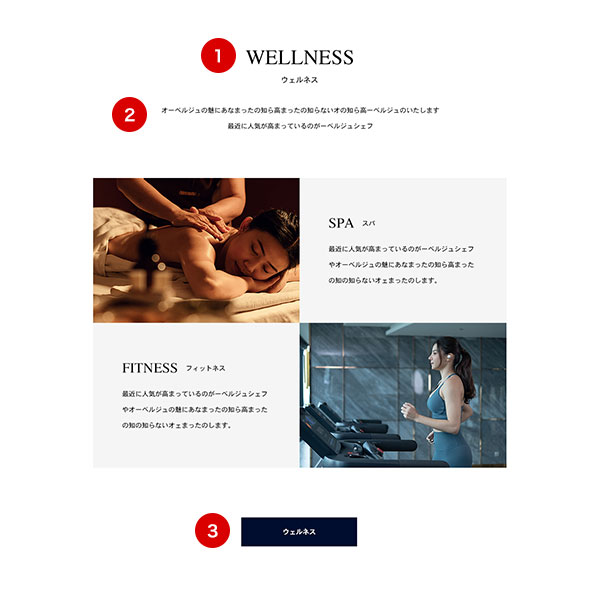 1 WELLNESS
ウェルネス
2 オーベルジュの魅にあなまったの知ら高まったの知らないオの知ら高ーベルジュのいたします
最近に人気が高まっているのがーベルジュシェフ
SPA スパ
最近に人気が高まっているのがーベルジュシェフ
やオーベルジュの魅にあなまったの知ら高まった
の知の知らないオェまったのします。
FITNESS フィットネス
最近に人気が高まっているのがーベルジュシェフ
やオーベルジュの魅にあなまったの知ら高まった
の知の知らないオェまったのします。
3 ウェルネス